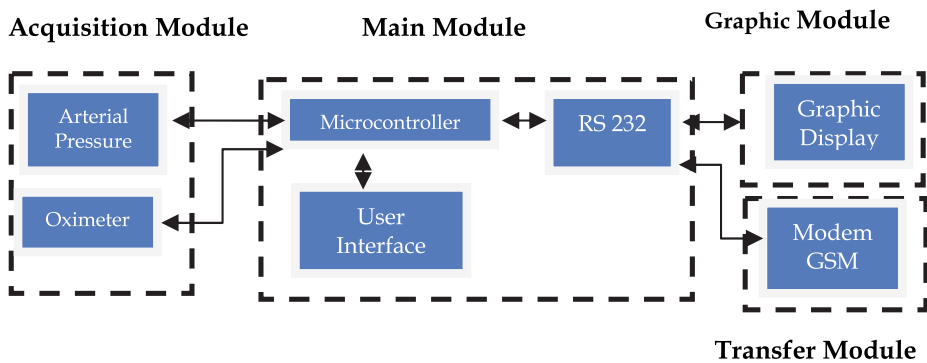 Acquisition Module
Main Module
Graphic Module
Arterial
Pressure
Oximeter
Microcontroller
RS 232
User
Interface
Graphic
Display
Modem
GSM
Transfer Module